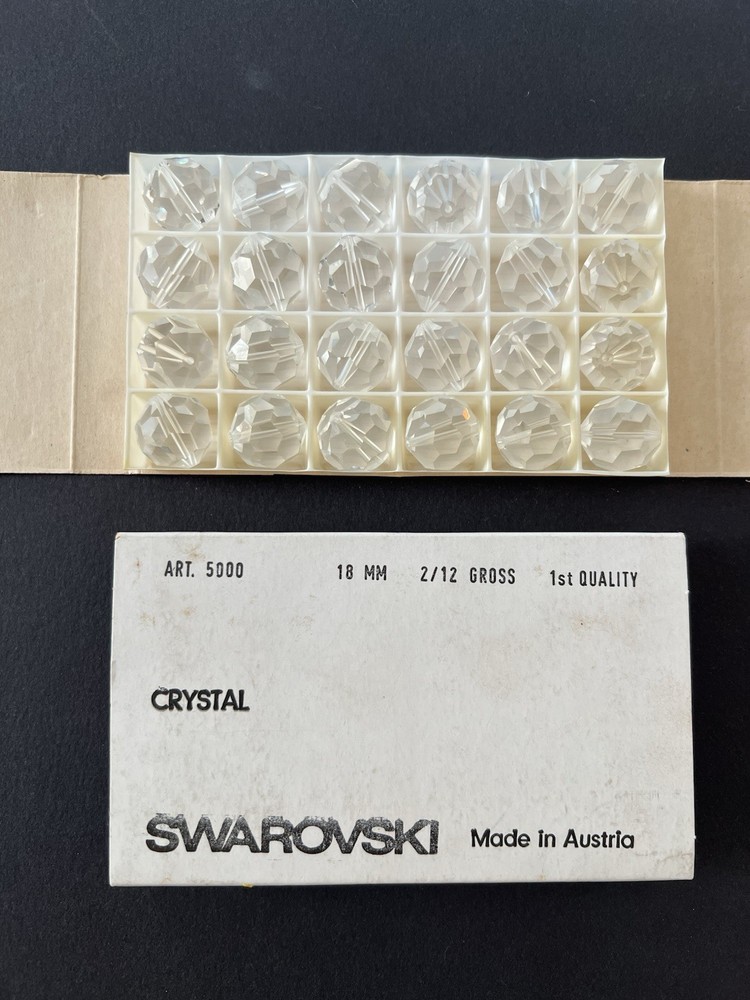 ART. 5000 18 MM 2/12 GROSS 1st QUALITY
CRYSTAL
SWAROVSKI Made in Austria